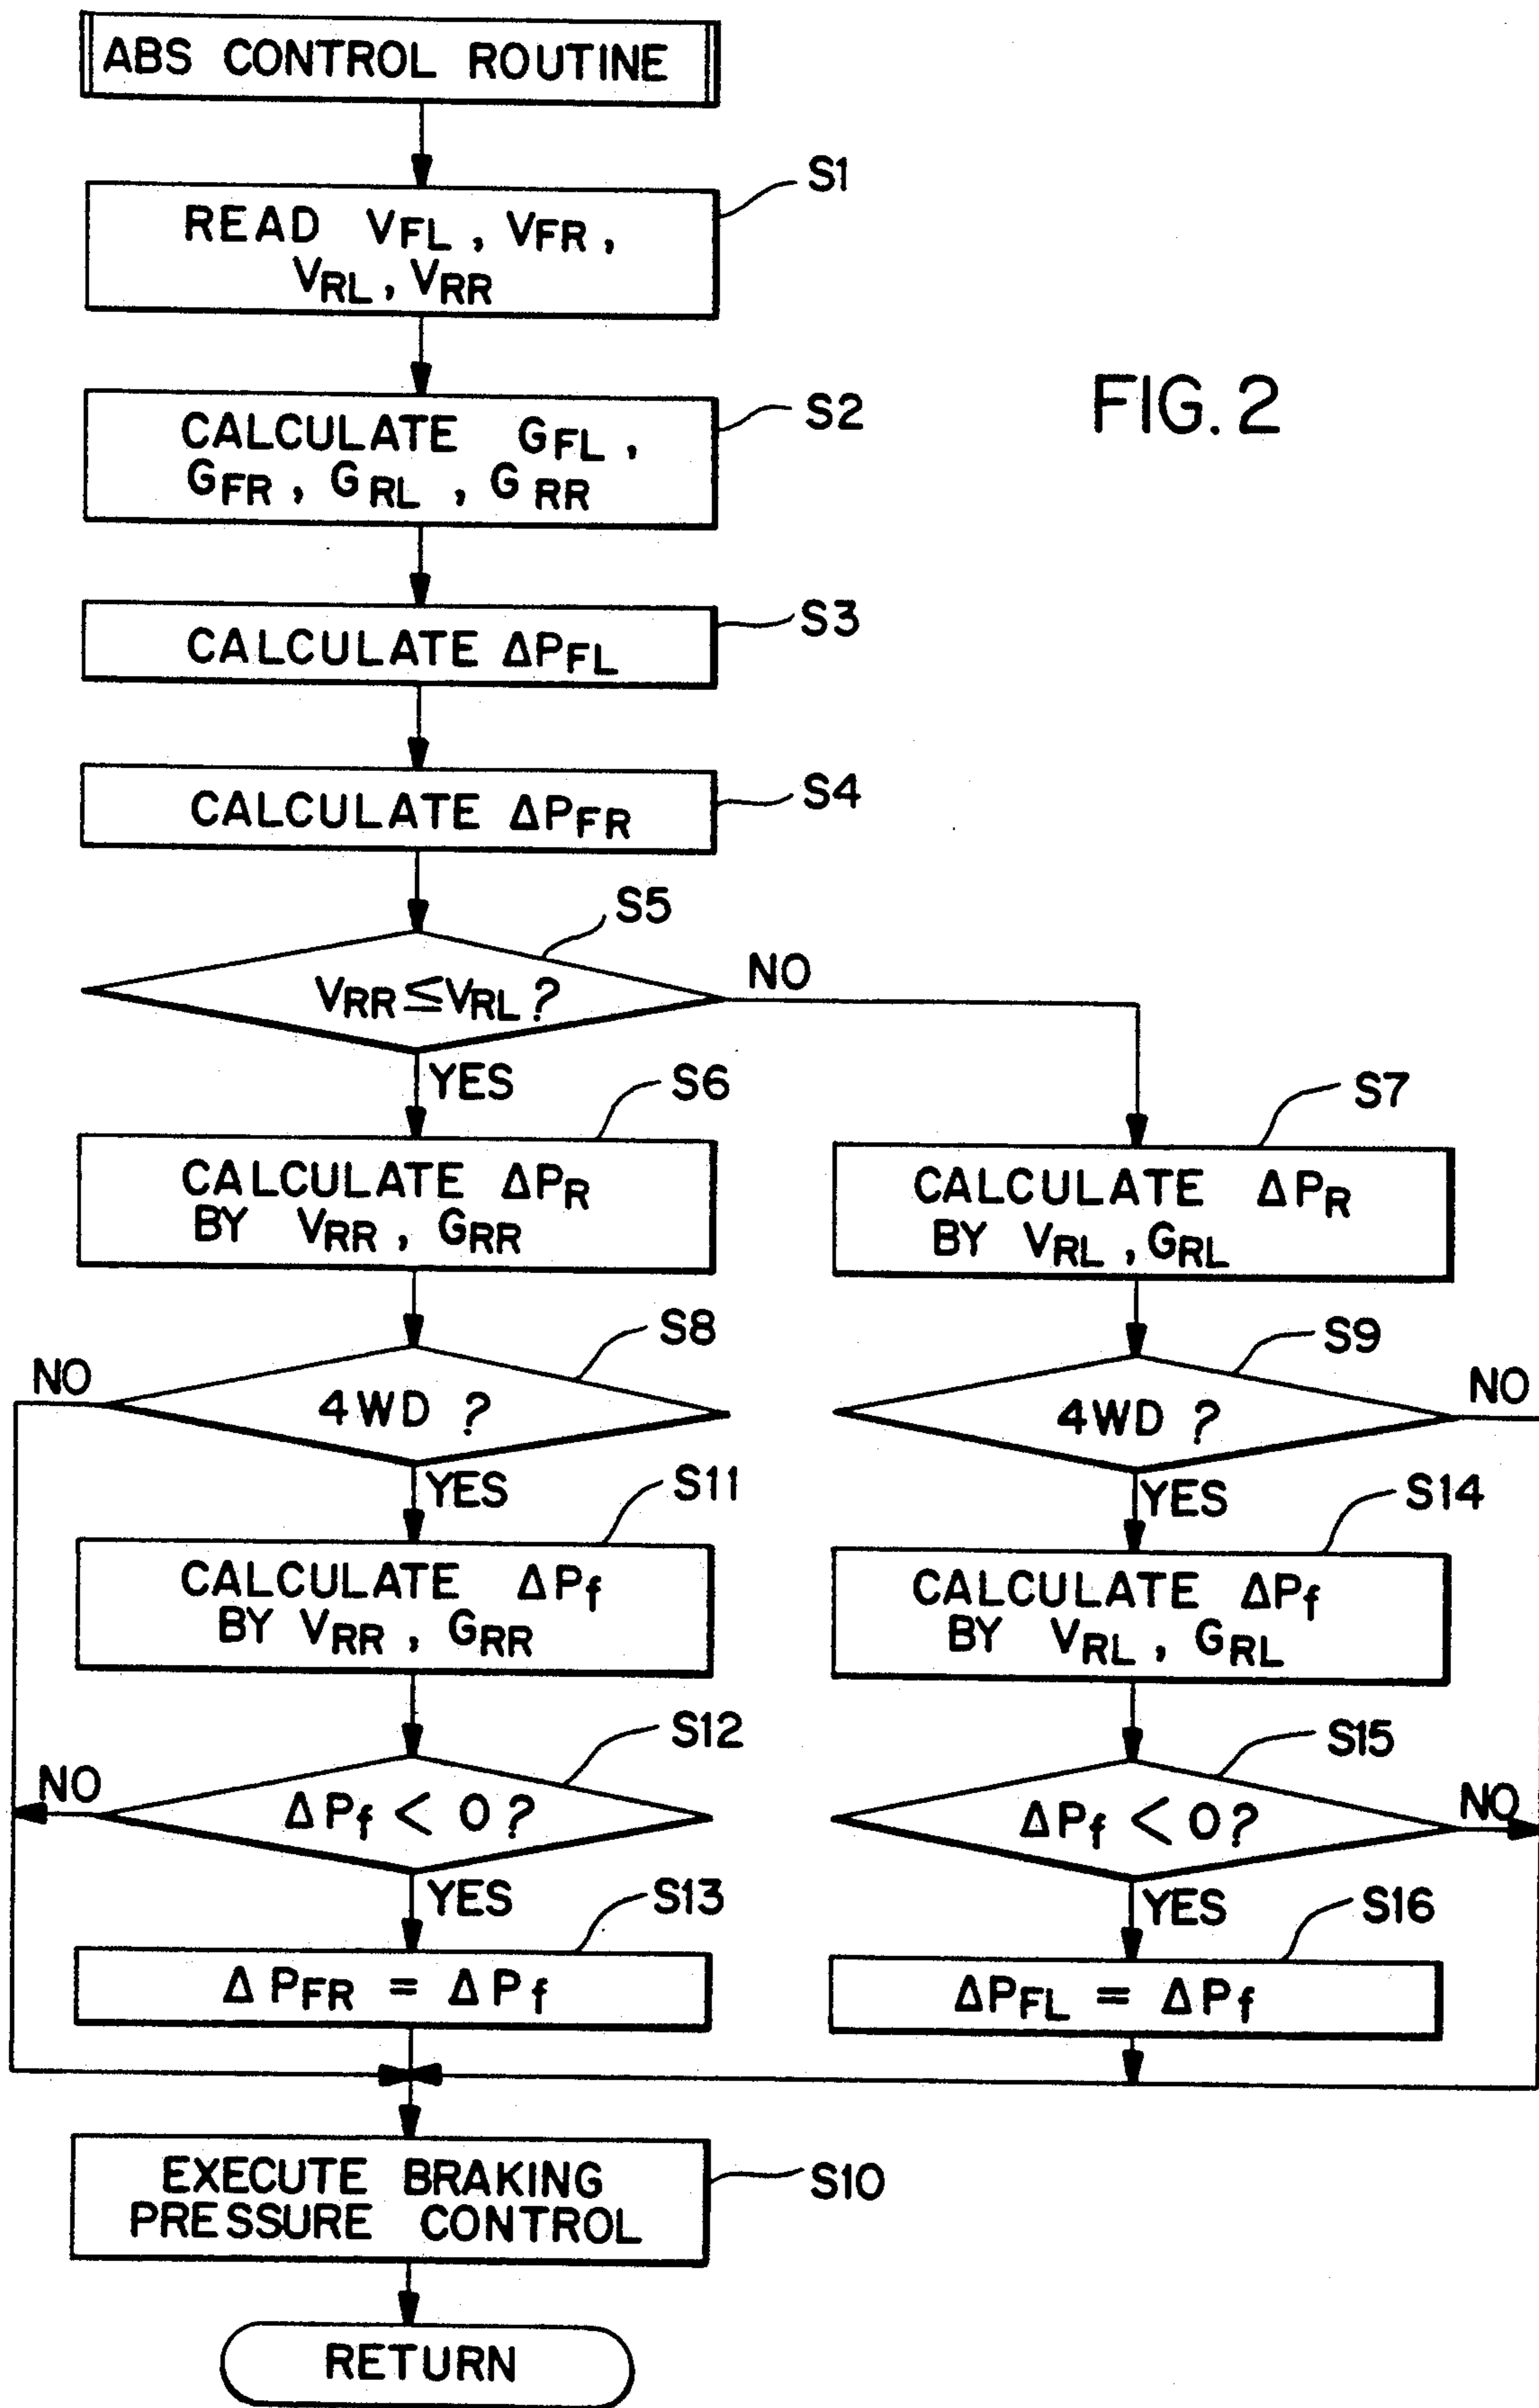 ABS CONTROL ROUTINE
S1
READ VFL, VFR,
VRL, VRR
FIG. 2
S2
CALCULATE GFL,
GFR, GRL, GRR
S3
CALCULATE ΔPFL
S4
CALCULATE ΔPFR
S5
VRR≤VRL?
NO
YES
S6
CALCULATE ΔPR
BY VRR, GRR
S7
CALCULATE ΔPR
BY VRL, GRL
S8
NO
4WD ?
YES
S9
4WD ?
NO
YES
S11
CALCULATE ΔPf
BY VRR, GRR
S14
CALCULATE ΔPf
BY VRL, GRL
S12
NO
ΔPf < 0?
YES
S15
ΔPf < 0?
NO
YES
S13
ΔPFR = ΔPf
S16
ΔPFL = ΔPf
EXECUTE BRAKING
PRESSURE CONTROL
S10
RETURN